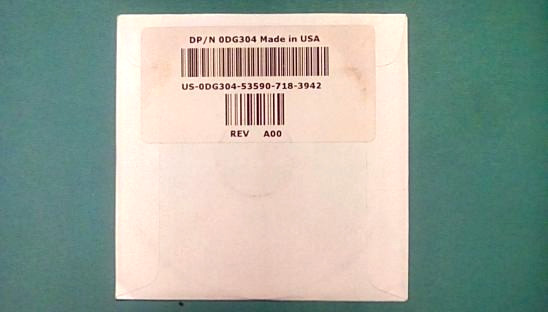 DP/N 0DG304 Made in USA
US-0DG304-53590-718-3942
REV A00